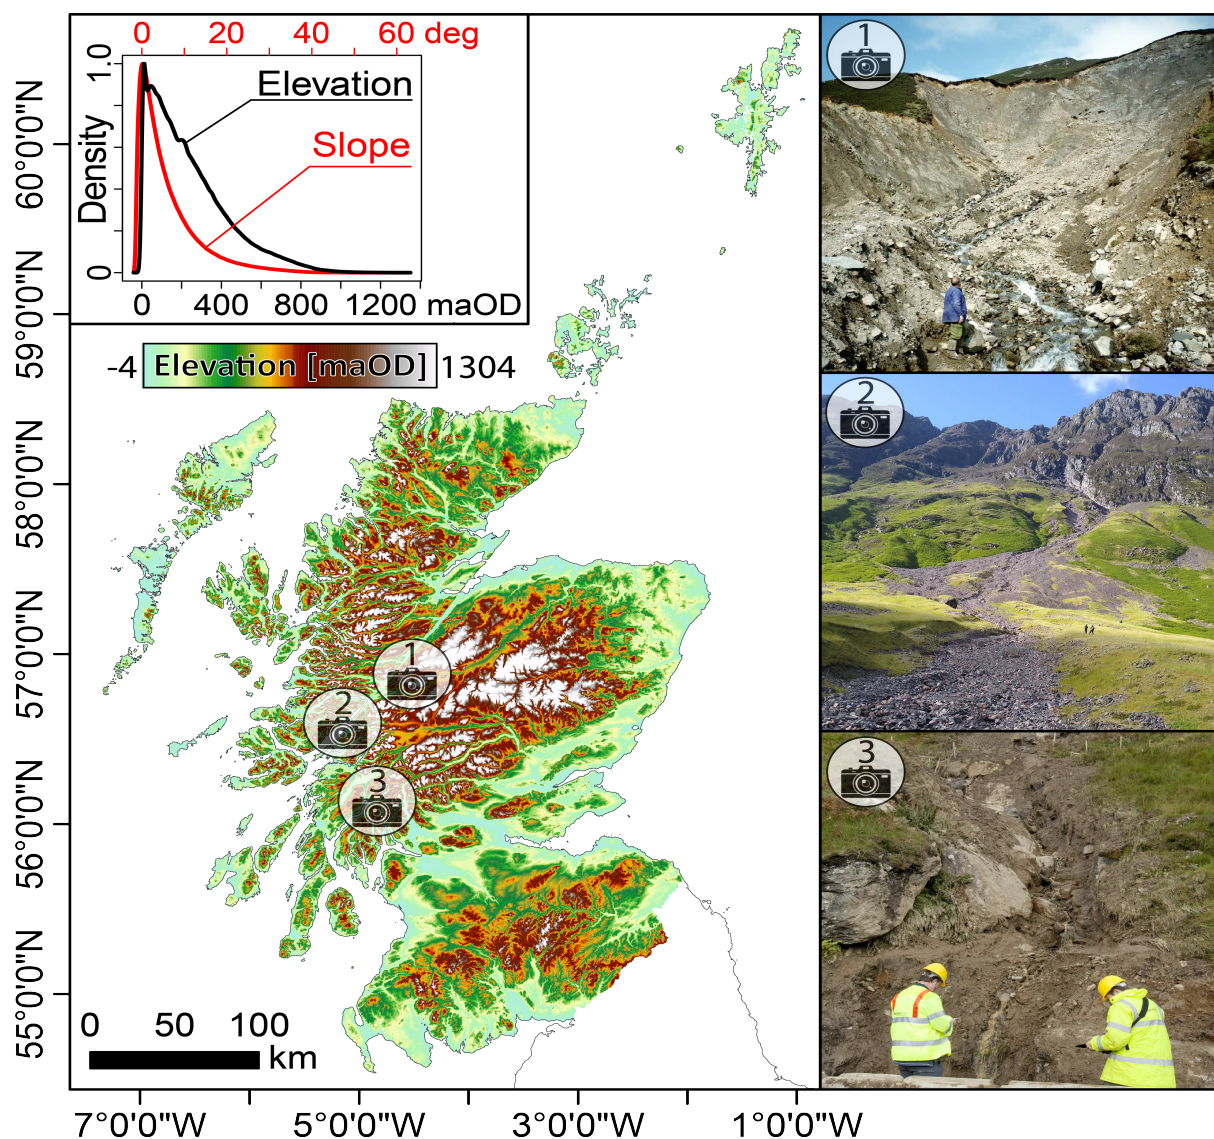 0 20 40 60 deg
1.0
Density
0
Elevation
Slope
0 400 800 1200 maOD
-4 Elevation [maOD] 1304
60°0'0"N
59°0'0"N
58°0'0"N
57°0'0"N
56°0'0"N
55°0'0"N
1
2
3
0 50 100
km
7°0'0"W 5°0'0"W 3°0'0"W 1°0'0"W
1
2
3